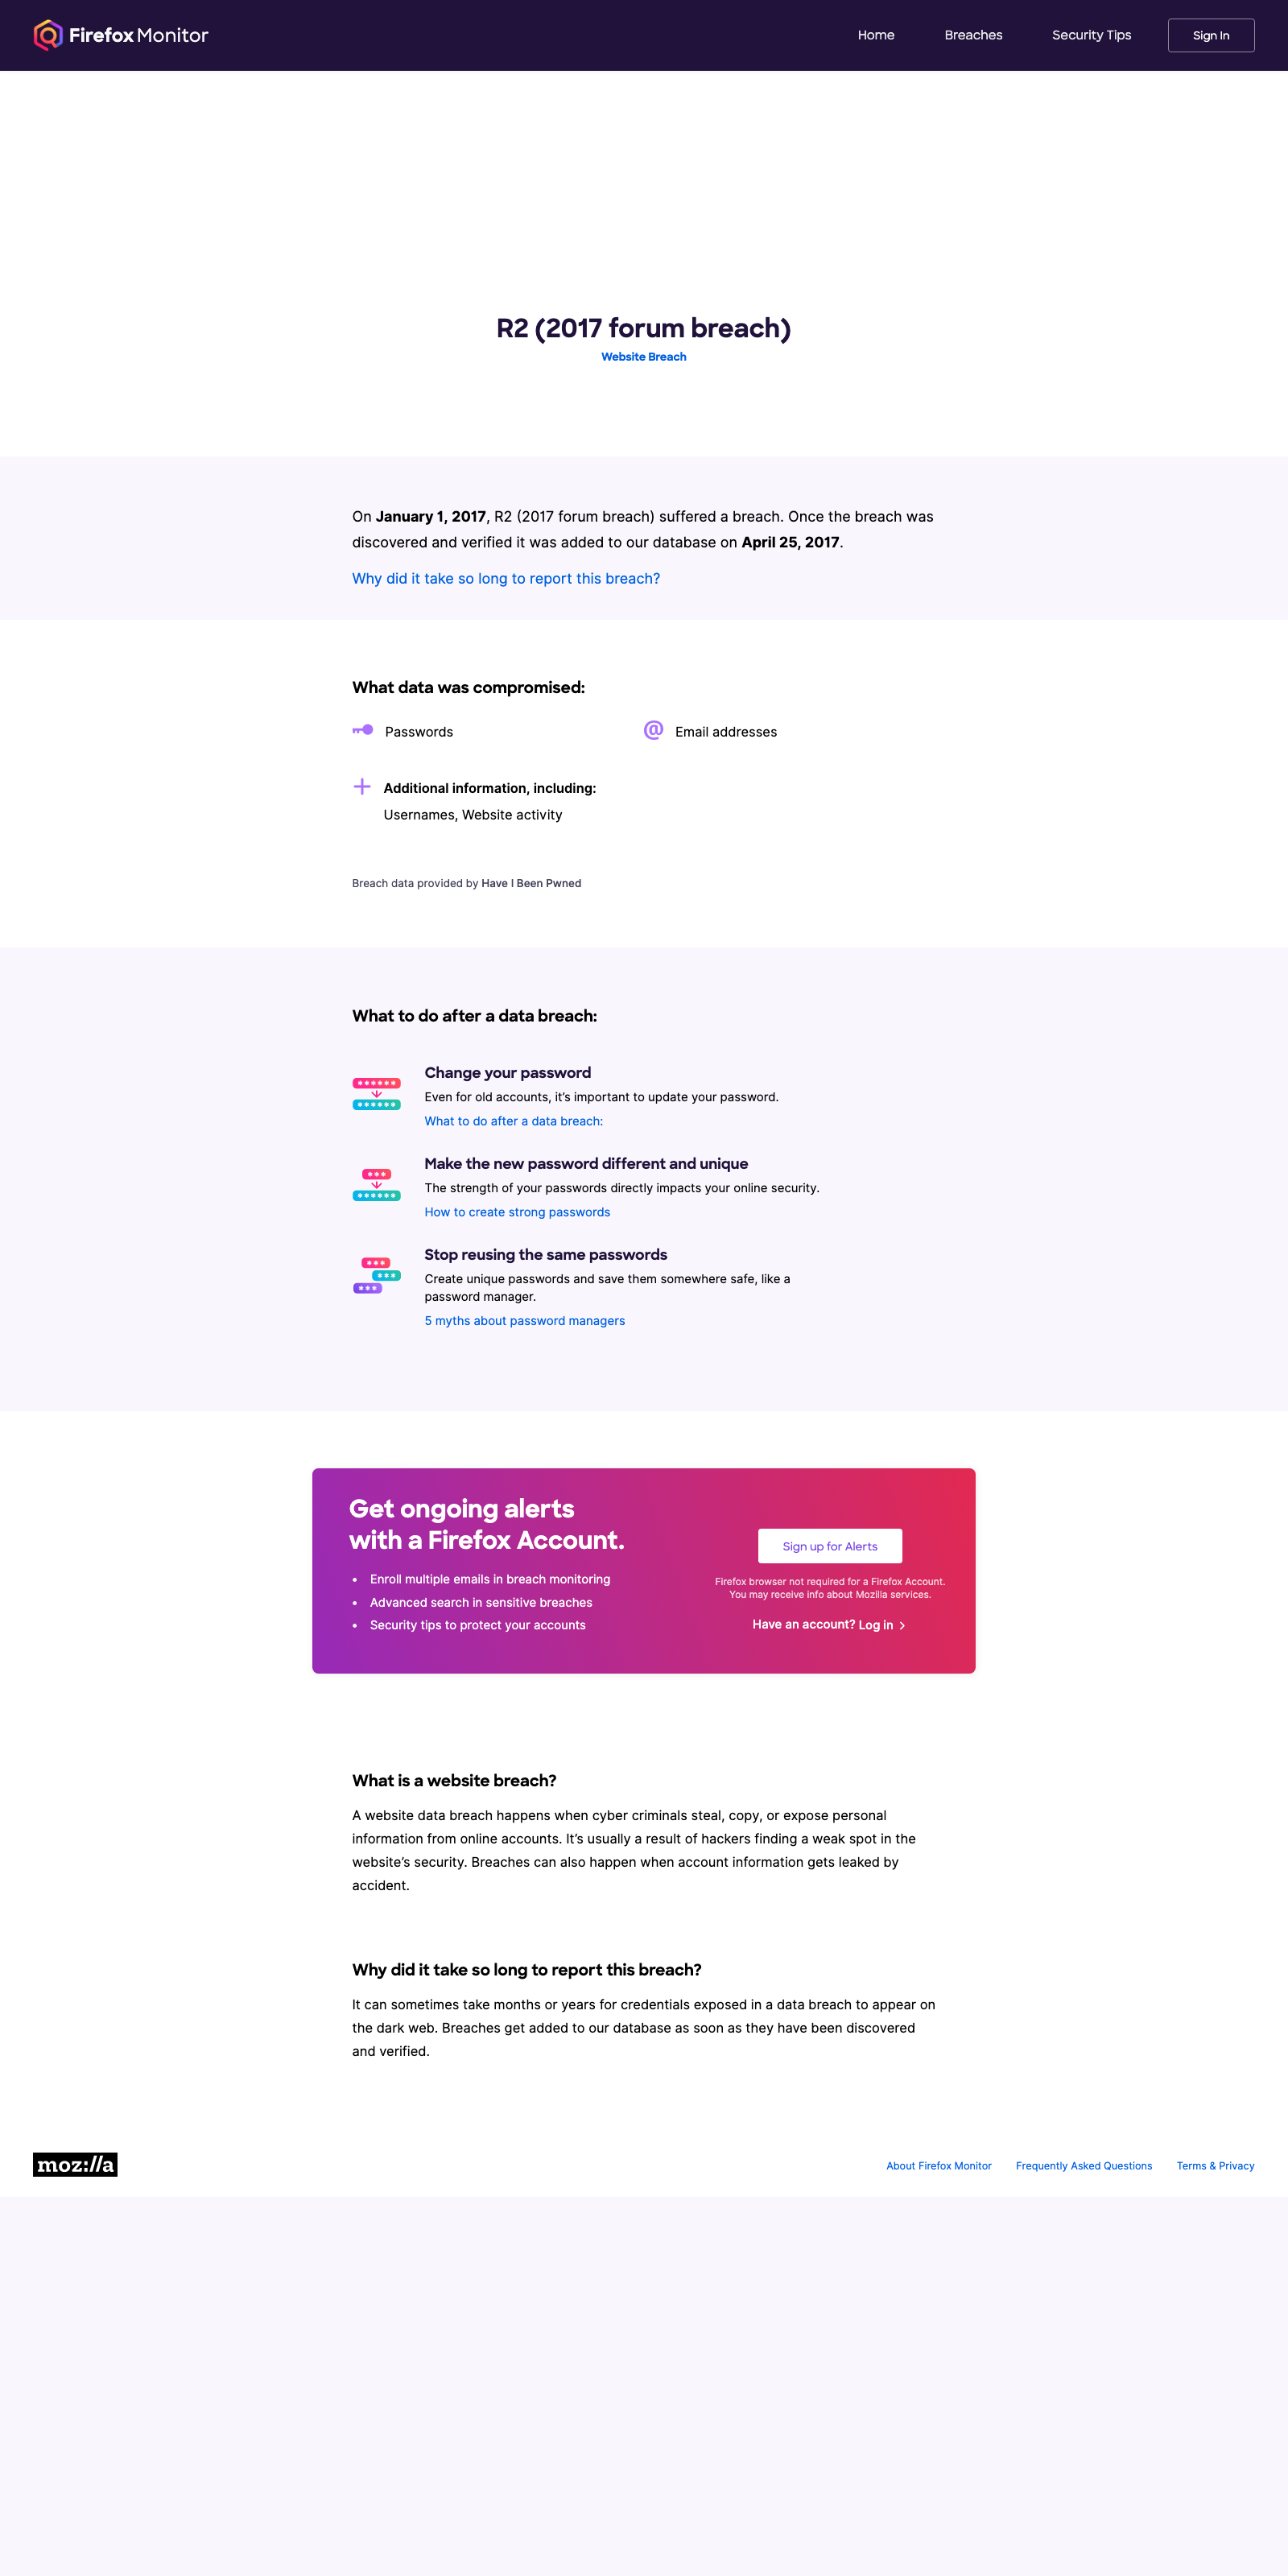 Firefox Monitor
Home
Breaches
Security Tips
Sign In
R2 (2017 forum breach)
Website Breach
On January 1, 2017, R2 (2017 forum breach) suffered a breach. Once the breach was
discovered and verified it was added to our database on April 25, 2017.
Why did it take so long to report this breach?
What data was compromised:
Passwords
@ Email addresses
Additional information, including:
Usernames, Website activity
Breach data provided by Have I Been Pwned
What to do after a data breach:
Change your password
Even for old accounts, it’s important to update your password.
What to do after a data breach:
Make the new password different and unique
The strength of your passwords directly impacts your online security.
How to create strong passwords
Stop reusing the same passwords
Create unique passwords and save them somewhere safe, like a
password manager.
5 myths about password managers
Get ongoing alerts
with a Firefox Account.
• Enroll multiple emails in breach monitoring
• Advanced search in sensitive breaches
• Security tips to protect your accounts
Sign up for Alerts
Firefox browser not required for a Firefox Account.
You may receive info about Mozilla services.
Have an account? Log in
What is a website breach?
A website data breach happens when cyber criminals steal, copy, or expose personal
information from online accounts. It’s usually a result of hackers finding a weak spot in the
website’s security. Breaches can also happen when account information gets leaked by
accident.
Why did it take so long to report this breach?
It can sometimes take months or years for credentials exposed in a data breach to appear on
the dark web. Breaches get added to our database as soon as they have been discovered
and verified.
moz://a
About Firefox Monitor
Frequently Asked Questions
Terms & Privacy